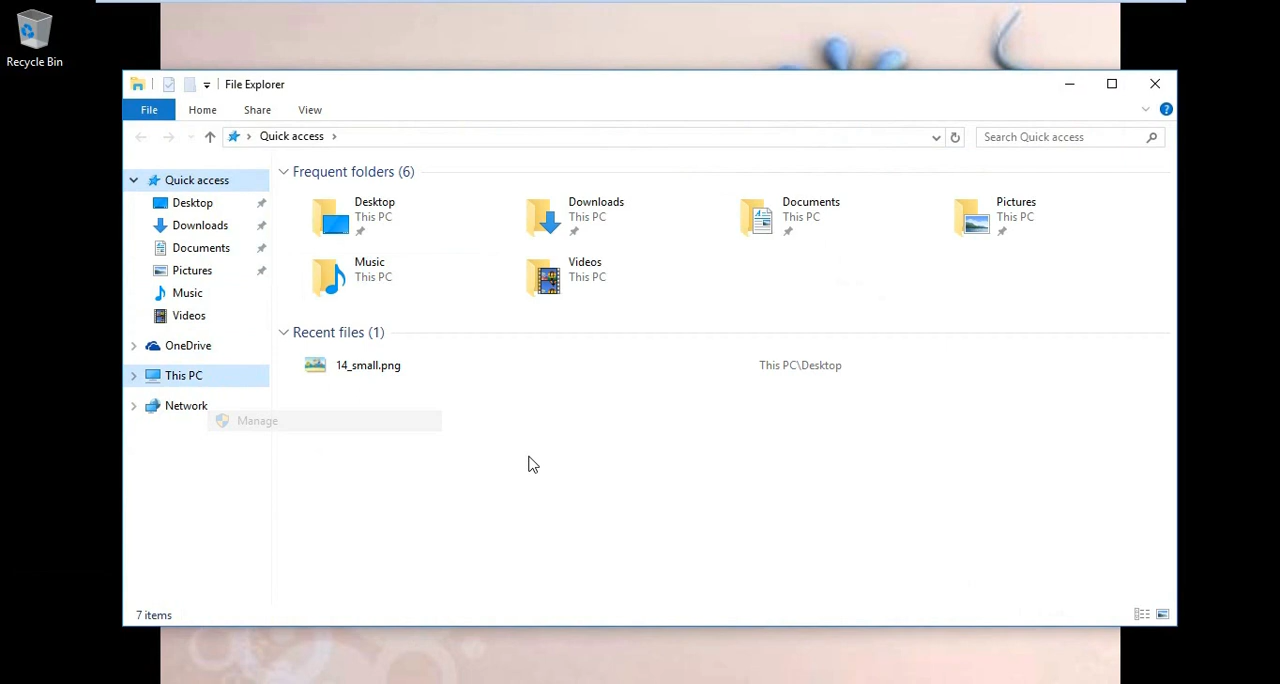 Recycle Bin
File Explorer
File Home Share View
Quick access
Search Quick access
Quick access
Desktop
Downloads
Documents
Pictures
Music
Videos
OneDrive
This PC
Network
Manage
Frequent folders (6)
Desktop
This PC
Downloads
This PC
Documents
This PC
Pictures
This PC
Music
This PC
Videos
This PC
Recent files (1)
14_small.png This PC\Desktop
7 items